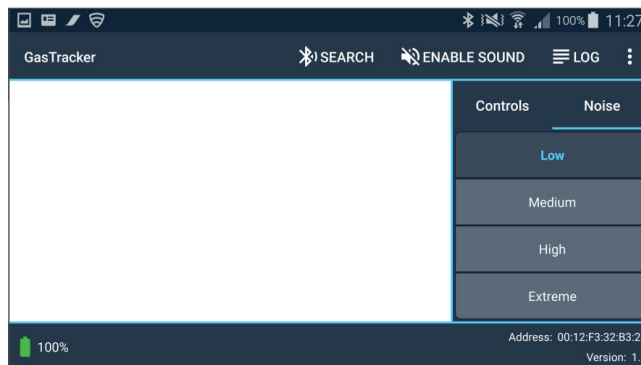 100% 11:27
GasTracker SEARCH ENABLE SOUND LOG
Controls Noise
Low
Medium
High
Extreme
100%
Address: 00:12:F3:32:B3:2
Version: 1.